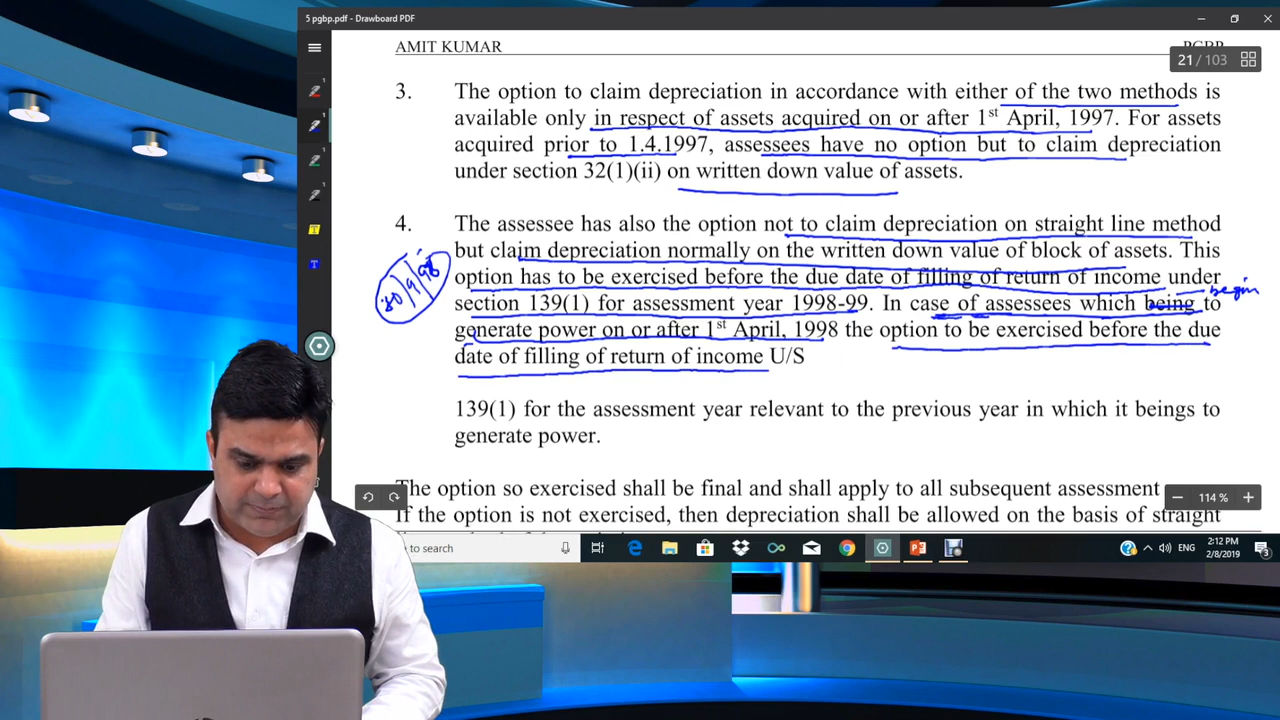 5 pgbp.pdf - Drawboard PDF
AMIT KUMAR
PGBP
21 / 103
3. The option to claim depreciation in accordance with either of the two methods is
available only in respect of assets acquired on or after 1st April, 1997. For assets
acquired prior to 1.4.1997, assessees have no option but to claim depreciation
under section 32(1)(ii) on written down value of assets.
4. The assessee has also the option not to claim depreciation on straight line method
but claim depreciation normally on the written down value of block of assets. This
option has to be exercised before the due date of filling of return of income under
30/9/98
begin
section 139(1) for assessment year 1998-99. In case of assessees which being to
generate power on or after 1st April, 1998 the option to be exercised before the due
date of filling of return of income U/S
139(1) for the assessment year relevant to the previous year in which it beings to
generate power.
The option so exercised shall be final and shall apply to all subsequent assessment
114 %
If the option is not exercised, then depreciation shall be allowed on the basis of straight
to search
ENG
2:12 PM
2/8/2019
3